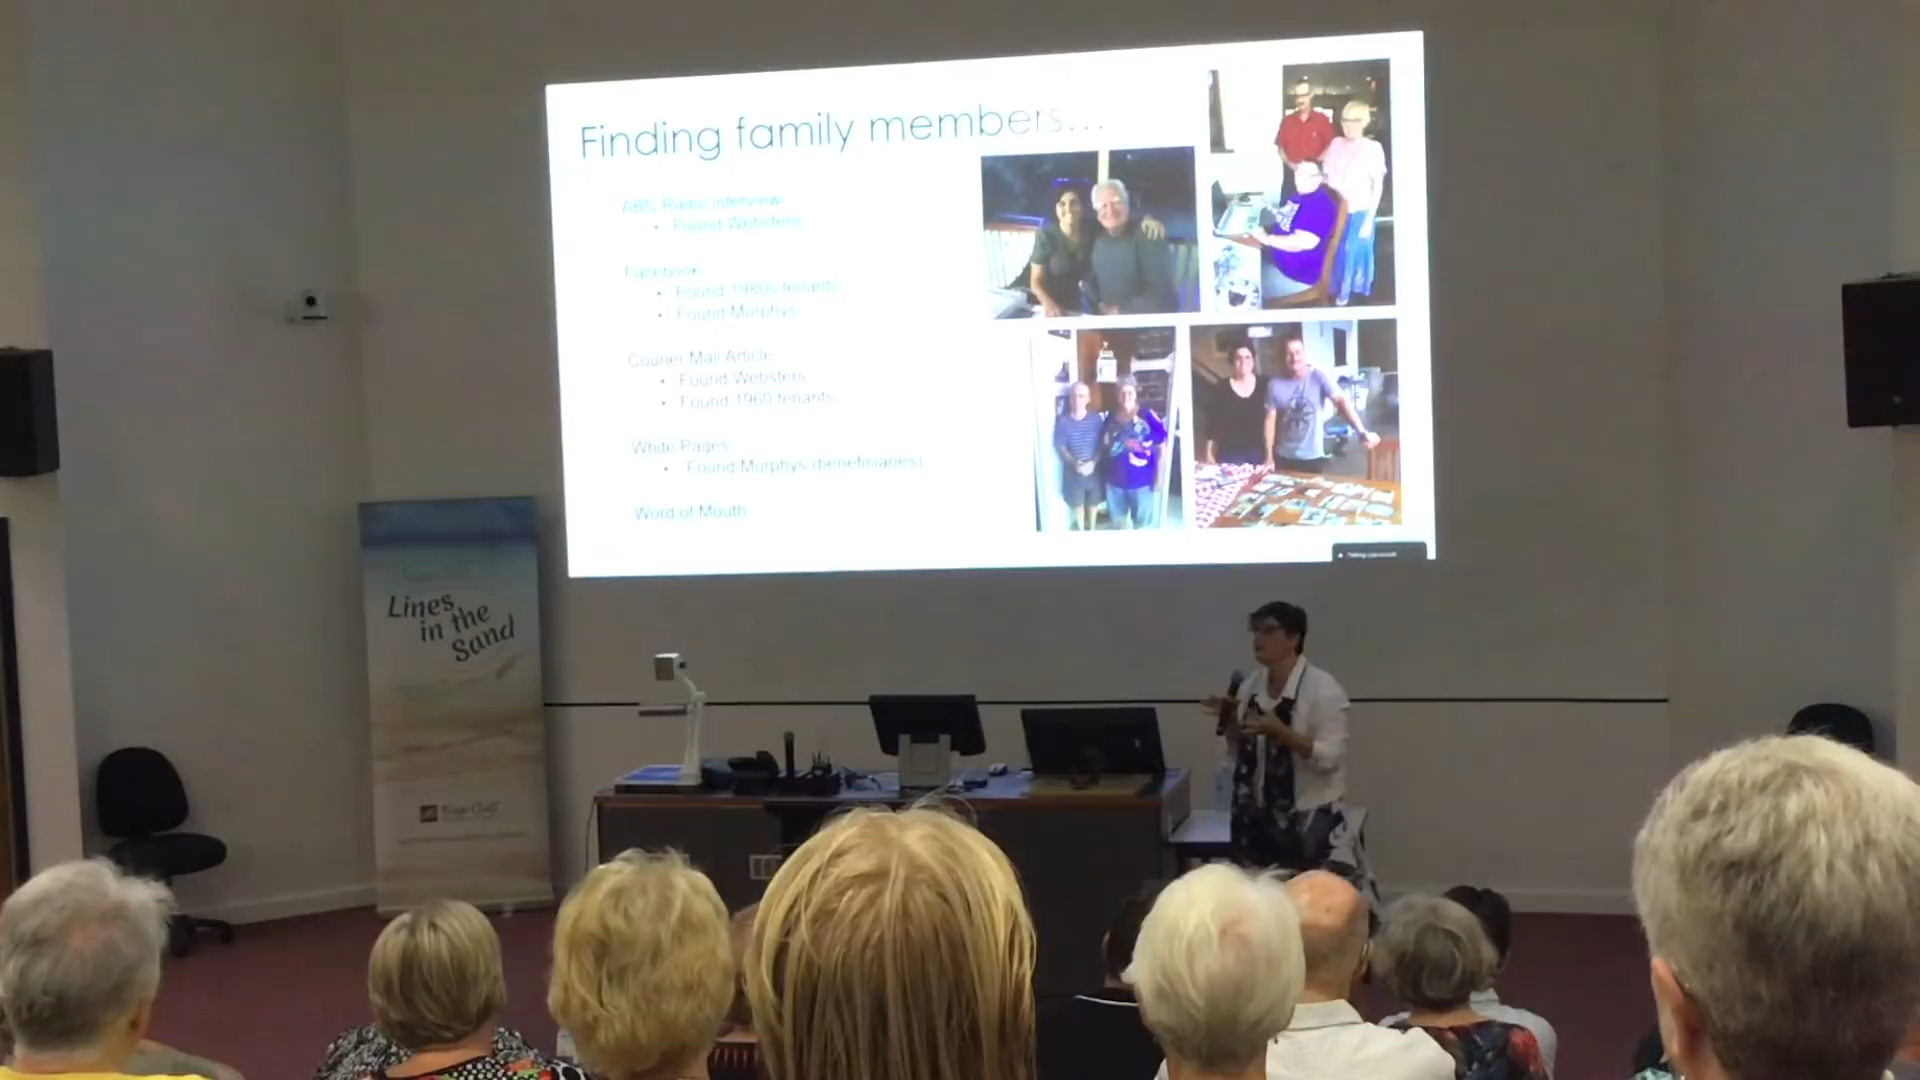 Finding family members...
ABC Radio interview
• Found Websters
Facebook
• Found 1980s tenants
• Found Murphys
Courier Mail Article
• Found Websters
• Found 1960 tenants
White Pages
• Found Murphys (beneficiaries)
Word of Mouth
Lines
in the
Sand